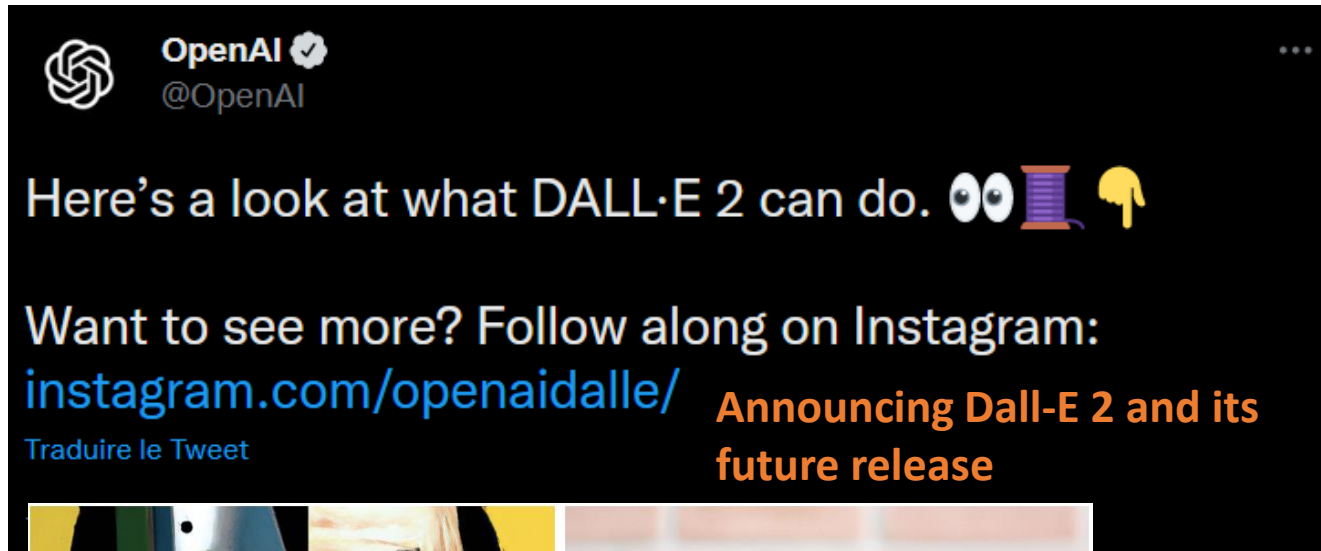 OpenAI
@OpenAI
Here’s a look at what DALL·E 2 can do. 👀🧵👇
Want to see more? Follow along on Instagram:
instagram.com/openaidalle/
Traduire le Tweet
Announcing Dall-E 2 and its
future release